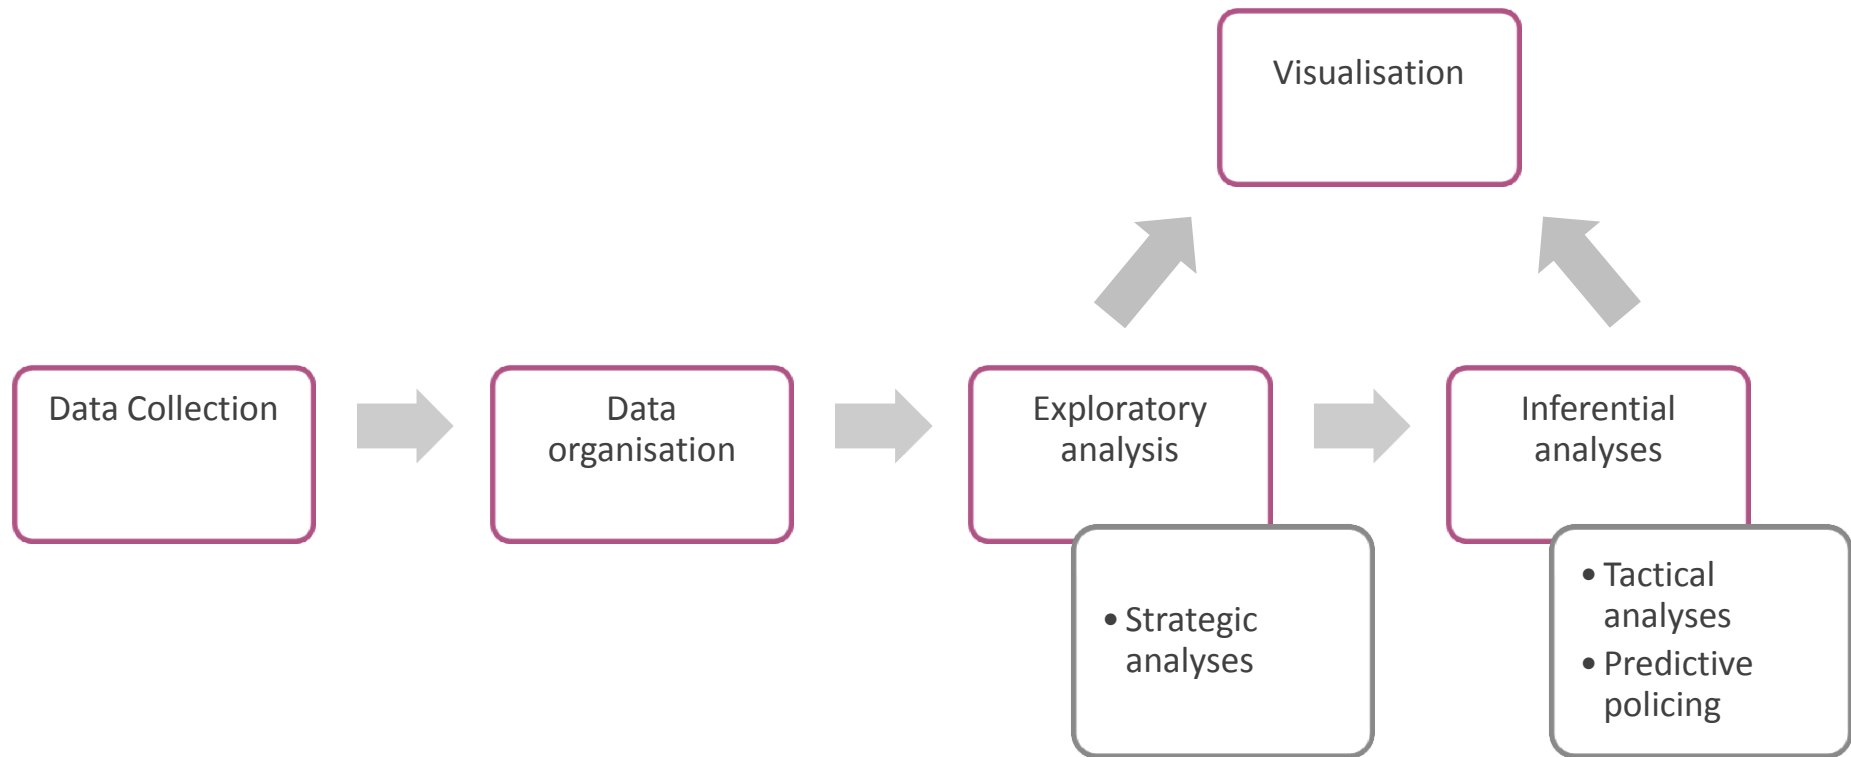 Visualisation
Data Collection
Data
organisation
Exploratory
analysis
Inferential
analyses
• Strategic
analyses
• Tactical
analyses
• Predictive
policing